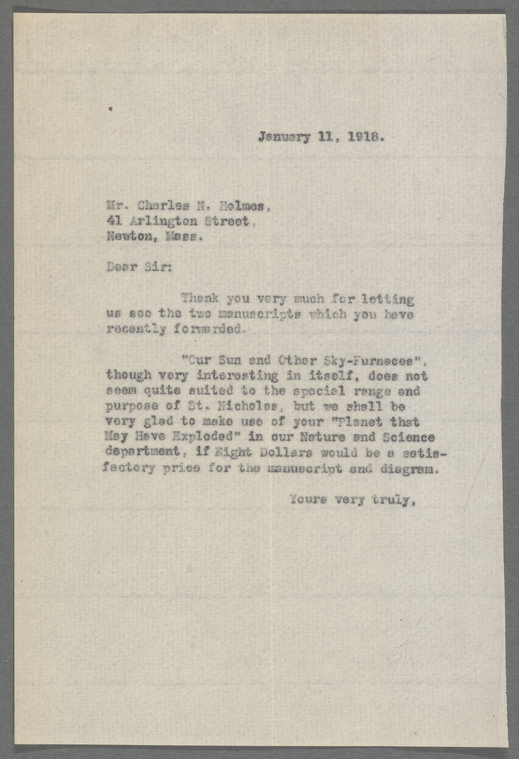 January 11, 1918.
Mr. Charles N. Holmes,
41 Arlington Street,
Newton, Mass.
Dear Sir:
Thank you very much for letting
us see the two manuscripts which you have
recently forwarded.
"Our Sun and Other Sky-Furnaces",
though very interesting in itself, does not
seem quite suited to the special range and
purpose of St. Nicholas, but we shall be
very glad to make use of your "Planet that
May Have Exploded" in our Nature and Science
department, if Eight Dollars would be a satis-
factory price for the manuscript and diagram.
Yours very truly,